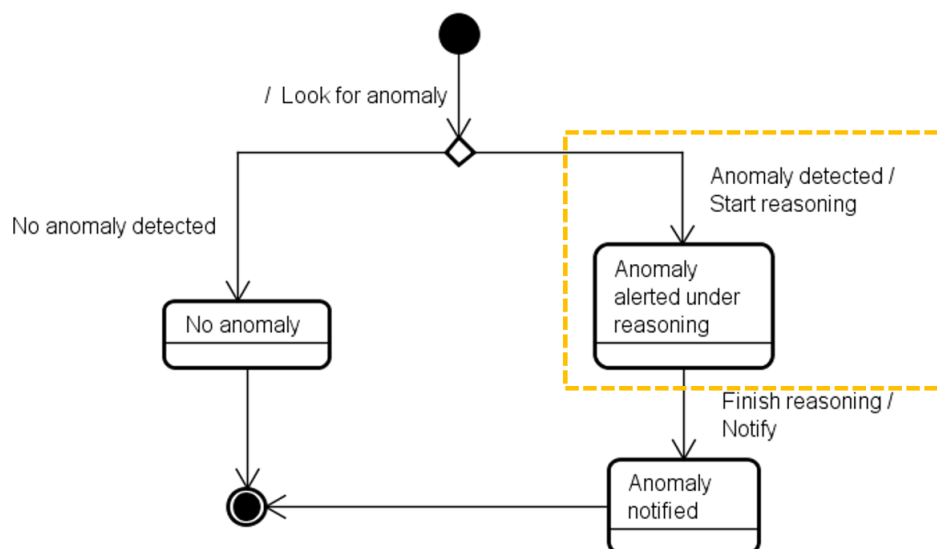 / Look for anomaly
Anomaly detected /
Start reasoning
No anomaly detected
Anomaly
alerted under
reasoning
No anomaly
Finish reasoning /
Notify
Anomaly
notified